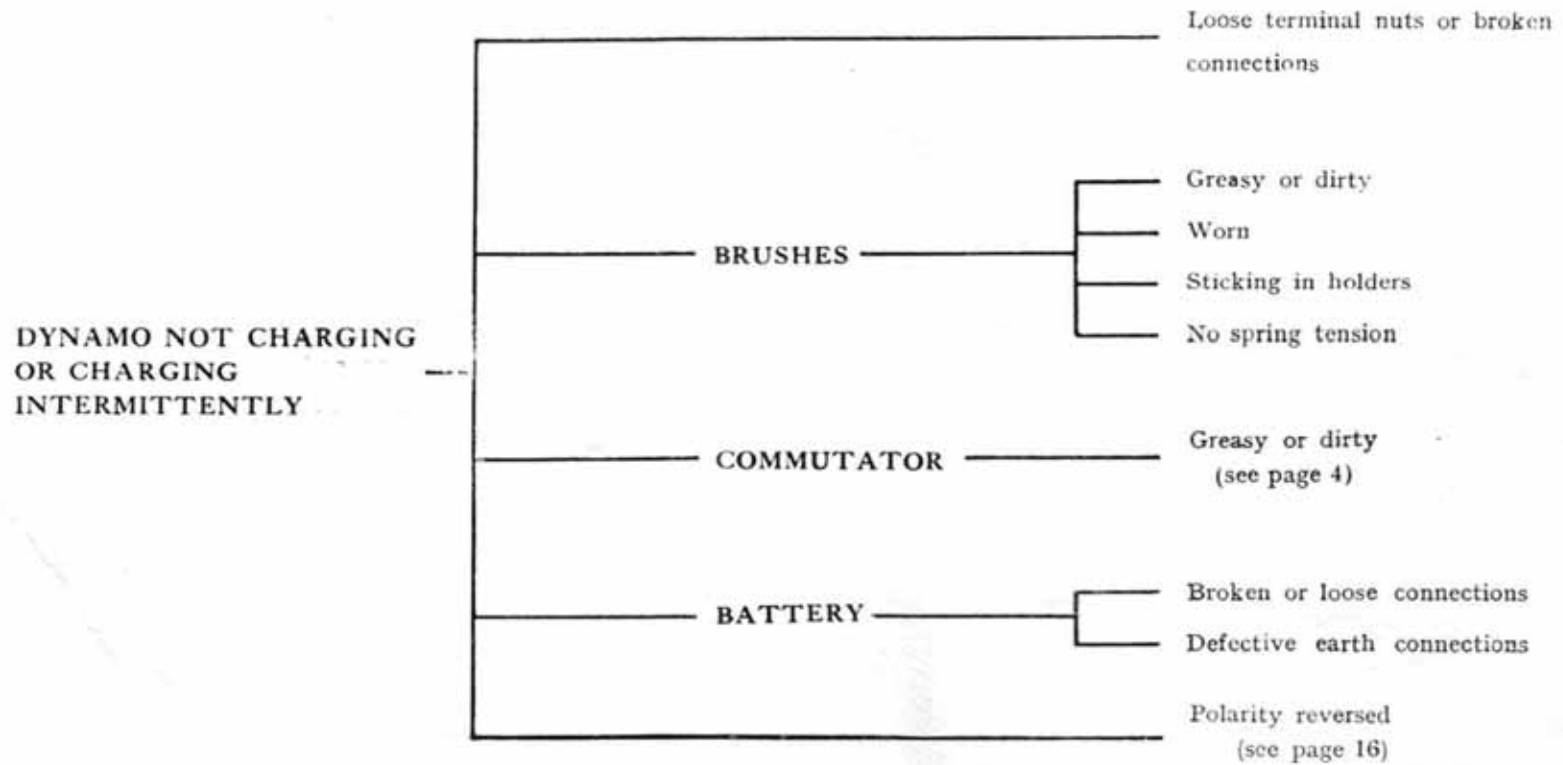 Loose terminal nuts or broken
connections
Greasy or dirty
Worn
BRUSHES
Sticking in holders
No spring tension
DYNAMO NOT CHARGING
OR CHARGING
INTERMITTENTLY
COMMUTATOR
Greasy or dirty
(see page 4)
BATTERY
Broken or loose connections
Defective earth connections
Polarity reversed
(see page 16)